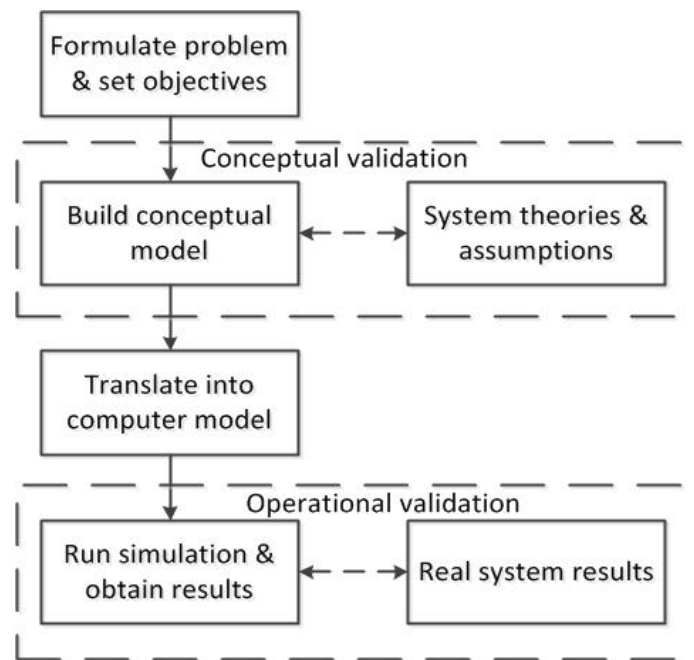 Formulate problem
& set objectives
Conceptual validation
Build conceptual
model
System theories &
assumptions
Translate into
computer model
Operational validation
Run simulation &
obtain results
Real system results